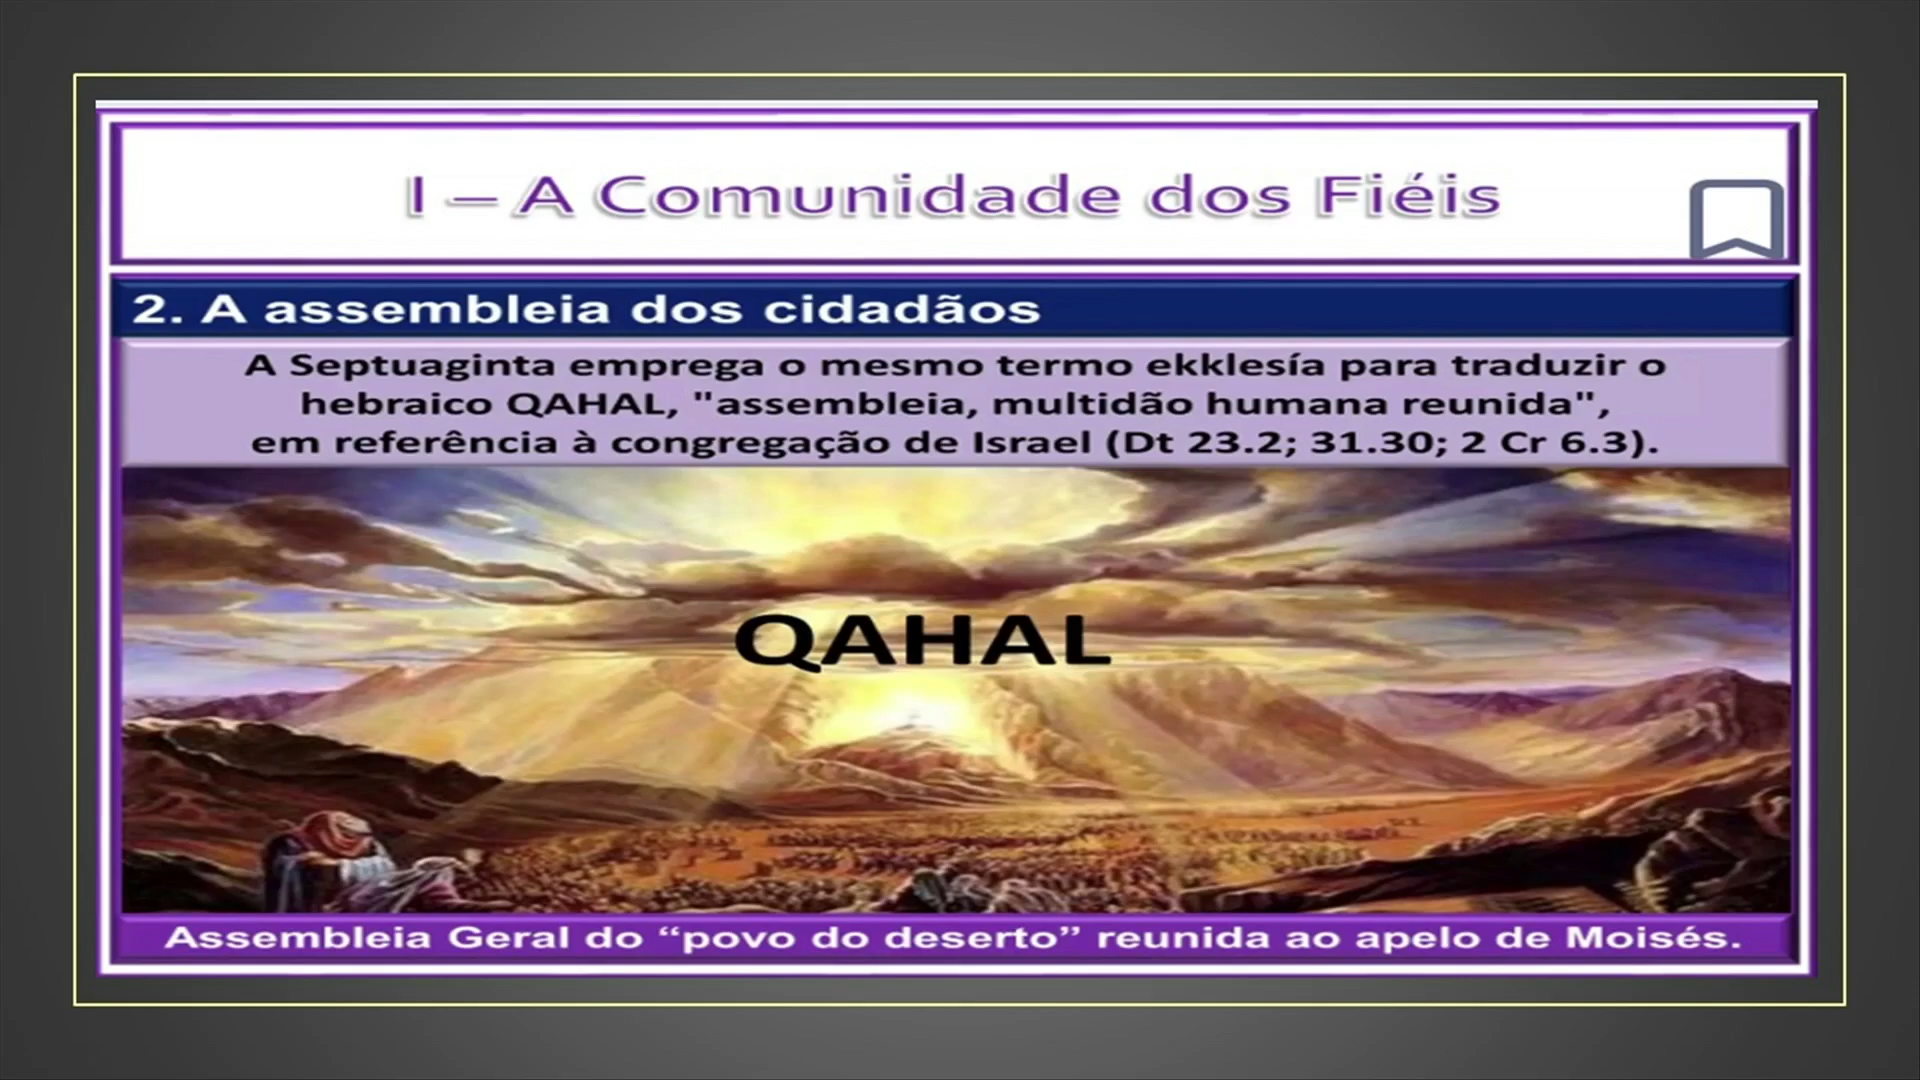 I – A Comunidade dos Fiéis
2. A assembleia dos cidadãos
A Septuaginta emprega o mesmo termo ekklesía para traduzir o
hebraico QAHAL, "assembleia, multidão humana reunida",
em referência à congregação de Israel (Dt 23.2; 31.30; 2 Cr 6.3).
QAHAL
Assembleia Geral do “povo do deserto” reunida ao apelo de Moisés.